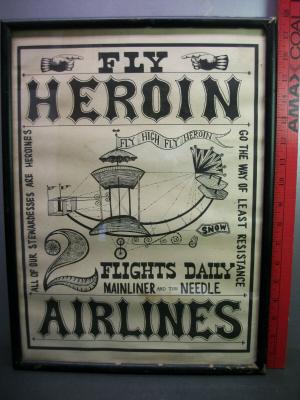 FLY
HEROIN
FLY HIGH FLY HEROIN
ALL OF OUR STEWARDESSES ARE HEROINES
GO THE WAY OF LEAST RESISTANCE
SNOW
2 FLIGHTS DAILY
MAINLINER AND THE NEEDLE
AIRLINES